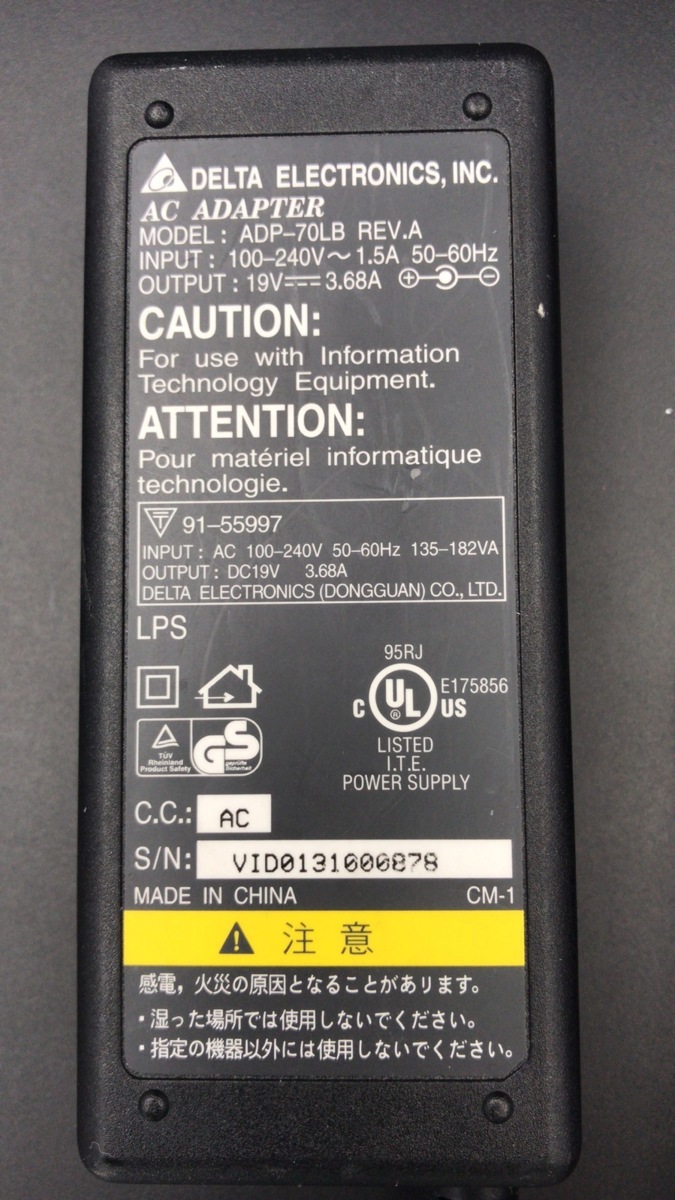 DELTA ELECTRONICS, INC.
AC ADAPTER
MODEL : ADP-70LB REV.A
INPUT : 100-240V～ 1.5A 50-60Hz
OUTPUT : 19V⎓ 3.68A
CAUTION:
For use with Information
Technology Equipment.
ATTENTION:
Pour matériel informatique
technologie.
T 91-55997
INPUT : AC 100-240V 50-60Hz 135-182VA
OUTPUT : DC19V 3.68A
DELTA ELECTRONICS (DONGGUAN) CO., LTD.
LPS
95RJ
C UL ® US E175856
LISTED
I.T.E.
POWER SUPPLY
TÜV
Rheinland
Product Safety
GS
geprüfte
Sicherheit
C.C.: AC
S/N: VID0131006878
MADE IN CHINA CM-1
注意
感電，火災の原因となることがあります。
・湿った場所では使用しないでください。
・指定の機器以外には使用しないでください。